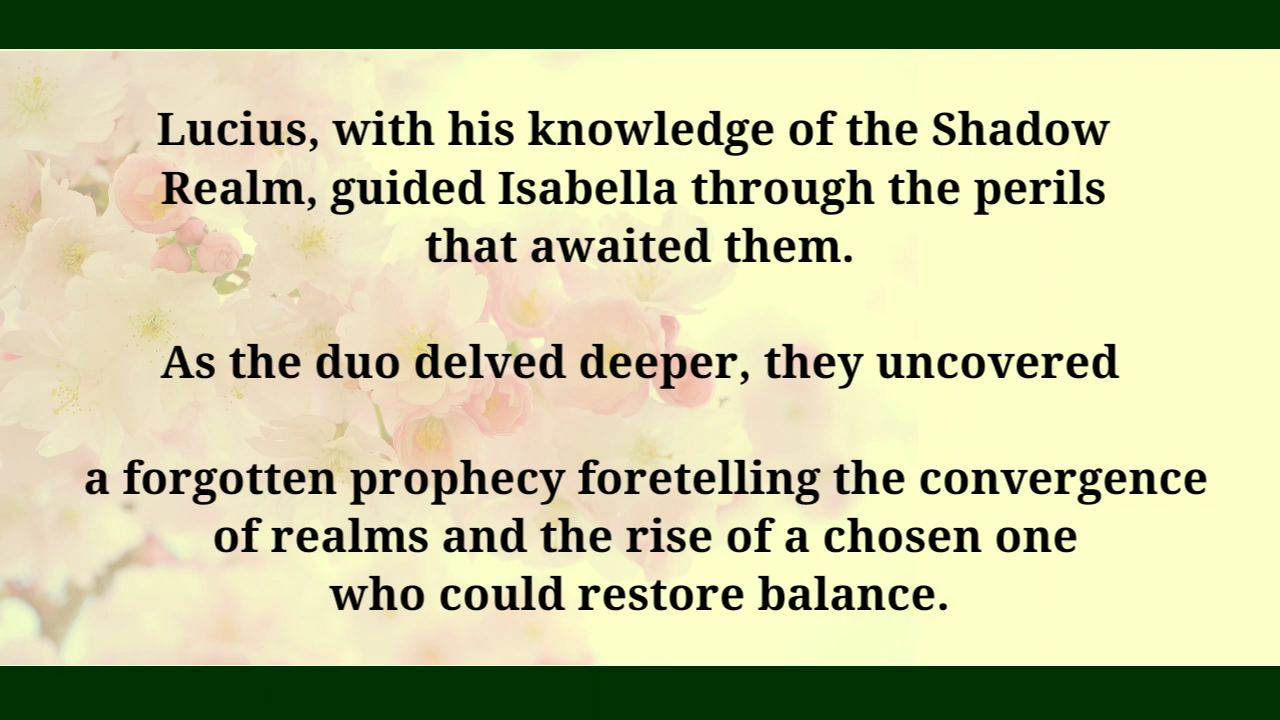 Lucius, with his knowledge of the Shadow
Realm, guided Isabella through the perils
that awaited them.
As the duo delved deeper, they uncovered
a forgotten prophecy foretelling the convergence
of realms and the rise of a chosen one
who could restore balance.